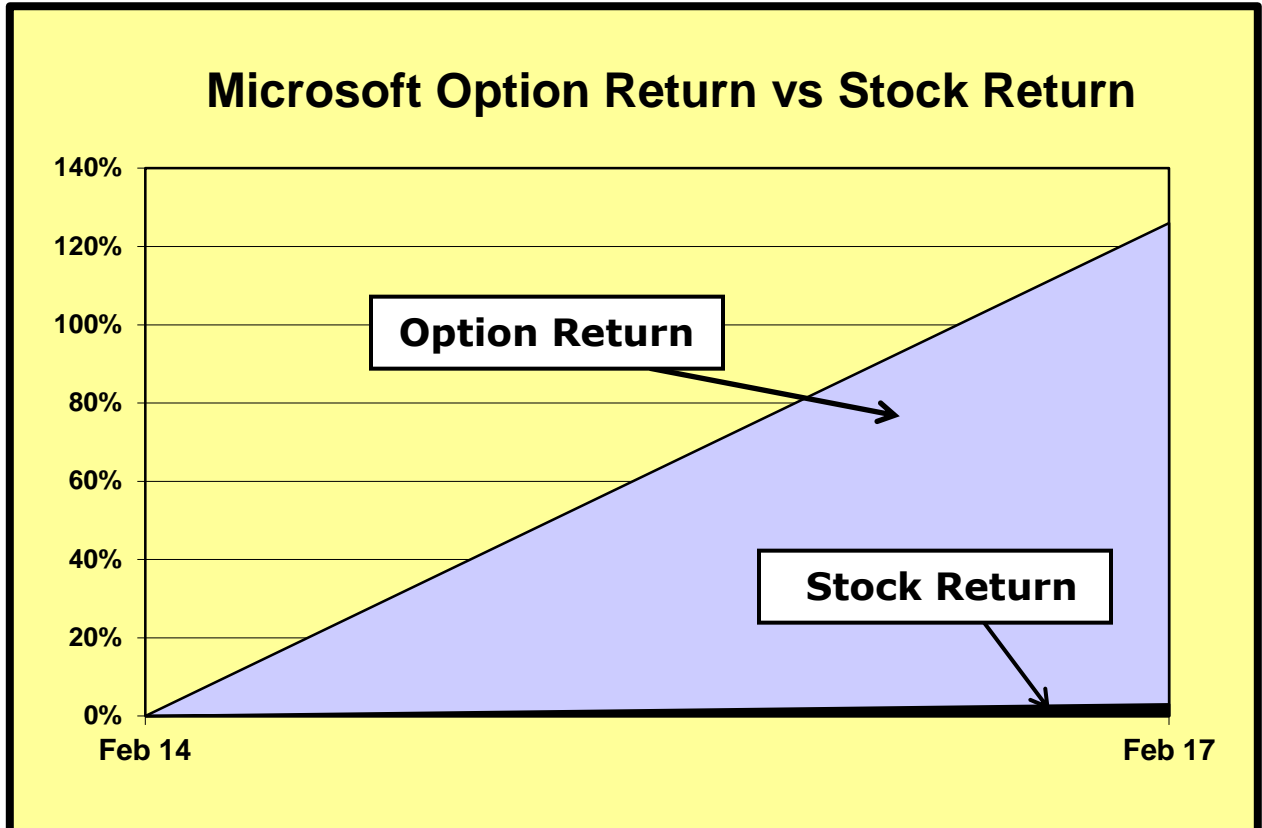 Microsoft Option Return vs Stock Return
140%
120%
100%
80%
60%
40%
20%
0%
Option Return
Stock Return
Feb 14
Feb 17